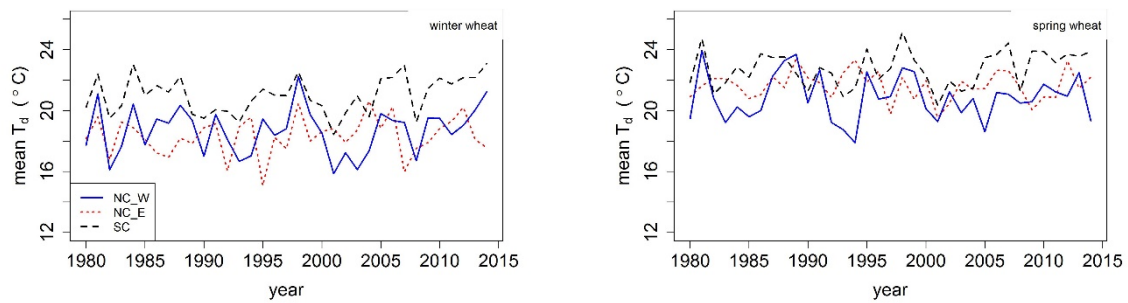 winter wheat
mean T_d ( ° C)
24
20
16
12
NC_W
NC_E
SC
1980 1985 1990 1995 2000 2005 2010 2015
year
spring wheat
mean T_d ( ° C)
24
20
16
12
1980 1985 1990 1995 2000 2005 2010 2015
year